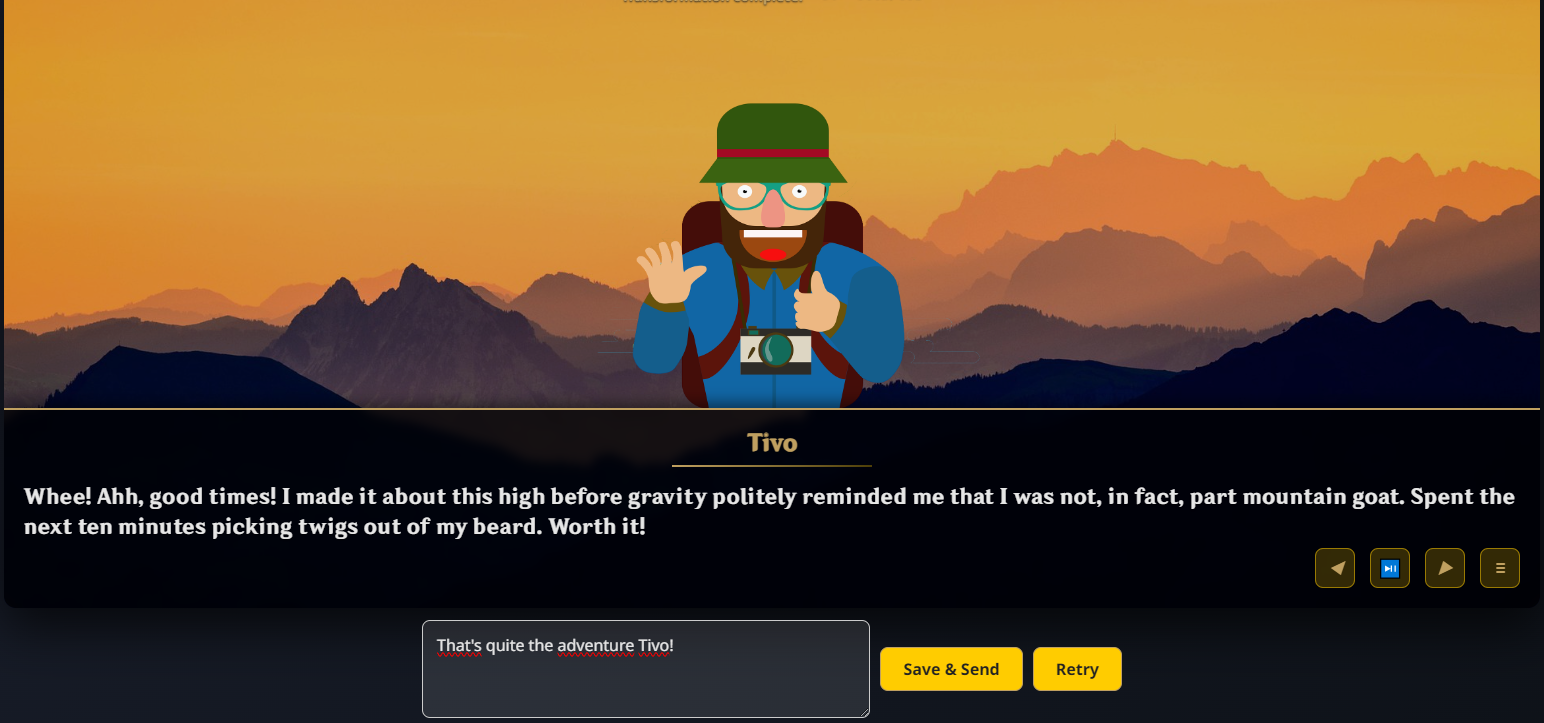 Transformation complete!
Tivo
Whee! Ahh, good times! I made it about this high before gravity politely reminded me that I was not, in fact, part mountain goat. Spent the
next ten minutes picking twigs out of my beard. Worth it!
That's quite the adventure Tivo!
Save & Send
Retry